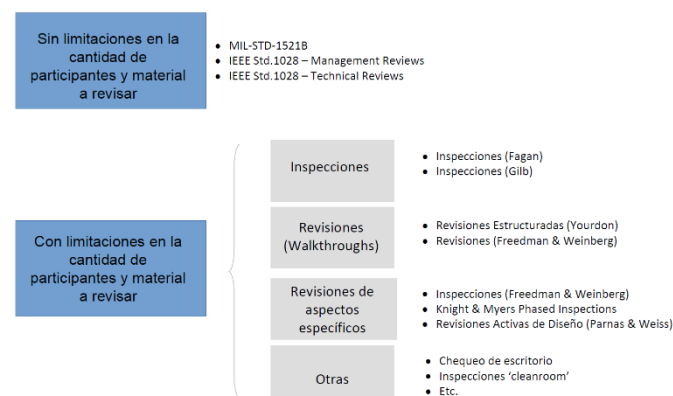 Sin limitaciones en la
cantidad de
participantes y material
a revisar
• MIL-STD-1521B
• IEEE Std.1028 – Management Reviews
• IEEE Std.1028 – Technical Reviews
Con limitaciones en la
cantidad de
participantes y material
a revisar
Inspecciones
• Inspecciones (Fagan)
• Inspecciones (Gilb)
Revisiones
(Walkthroughs)
• Revisiones Estructuradas (Yourdon)
• Revisiones (Freedman & Weinberg)
Revisiones de
aspectos
específicos
• Inspecciones (Freedman & Weinberg)
• Knight & Myers Phased Inspections
• Revisiones Activas de Diseño (Parnas & Weiss)
Otras
• Chequeo de escritorio
• Inspecciones ‘cleanroom’
• Etc.